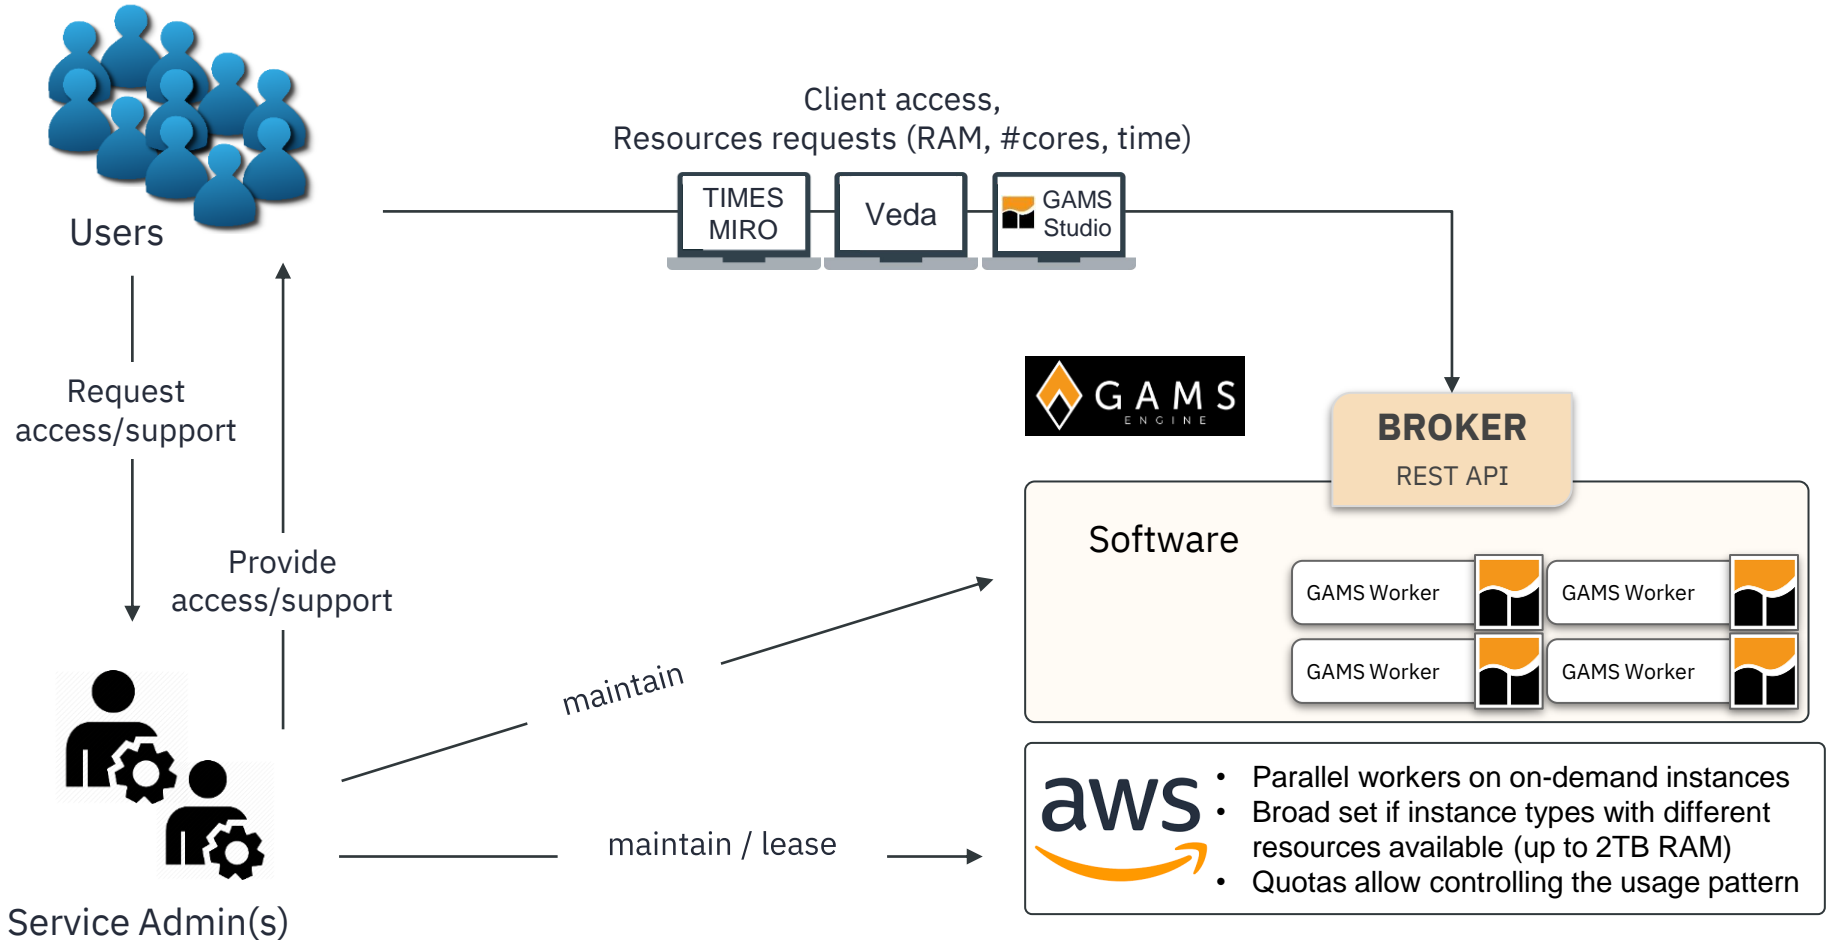 Client access,
Resources requests (RAM, #cores, time)
TIMES
MIRO
Veda
GAMS
Studio
Users
Request
access/support
Provide
access/support
GAMS
ENGINE
BROKER
REST API
Software
GAMS Worker
GAMS Worker
GAMS Worker
GAMS Worker
maintain
maintain / lease
aws
• Parallel workers on on-demand instances
• Broad set if instance types with different
resources available (up to 2TB RAM)
• Quotas allow controlling the usage pattern
Service Admin(s)